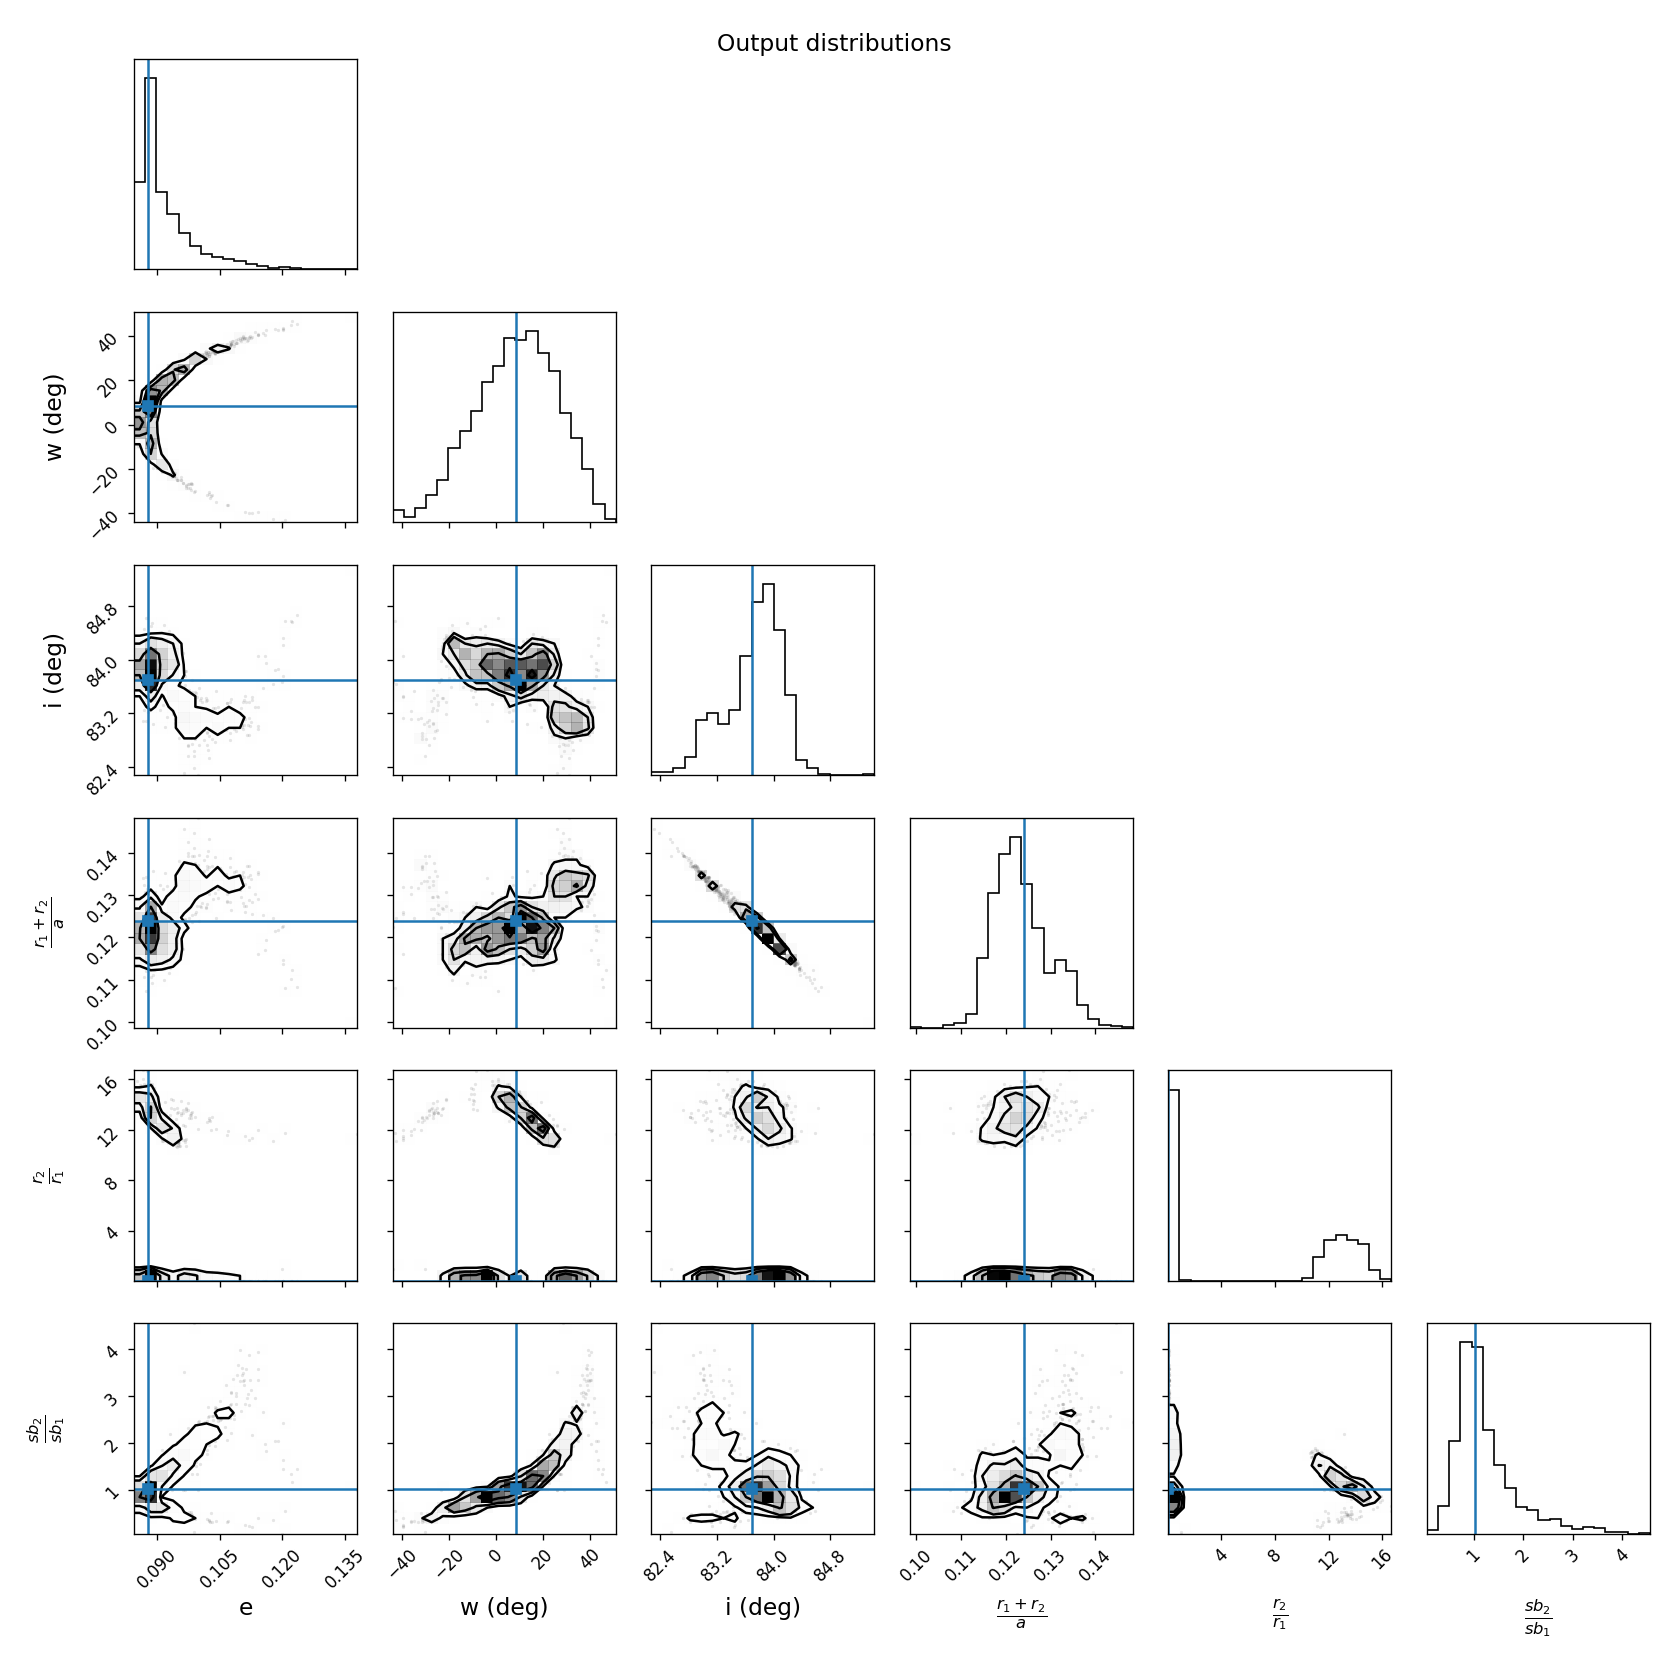 Output distributions
w (deg)
40
20
0
−20
−40
i (deg)
84.8
84.0
83.2
82.4
r₁ + r₂
a
0.14
0.13
0.12
0.11
0.10
r₂
r₁
16
12
8
4
sb₂
sb₁
4
3
2
1
0.090 0.105 0.120 0.135 −40 −20 0 20 40 82.4 83.2 84.0 84.8 0.10 0.11 0.12 0.13 0.14 4 8 12 16 1 2 3 4
e w (deg) i (deg) r₁ + r₂ r₂ sb₂
a r₁ sb₁